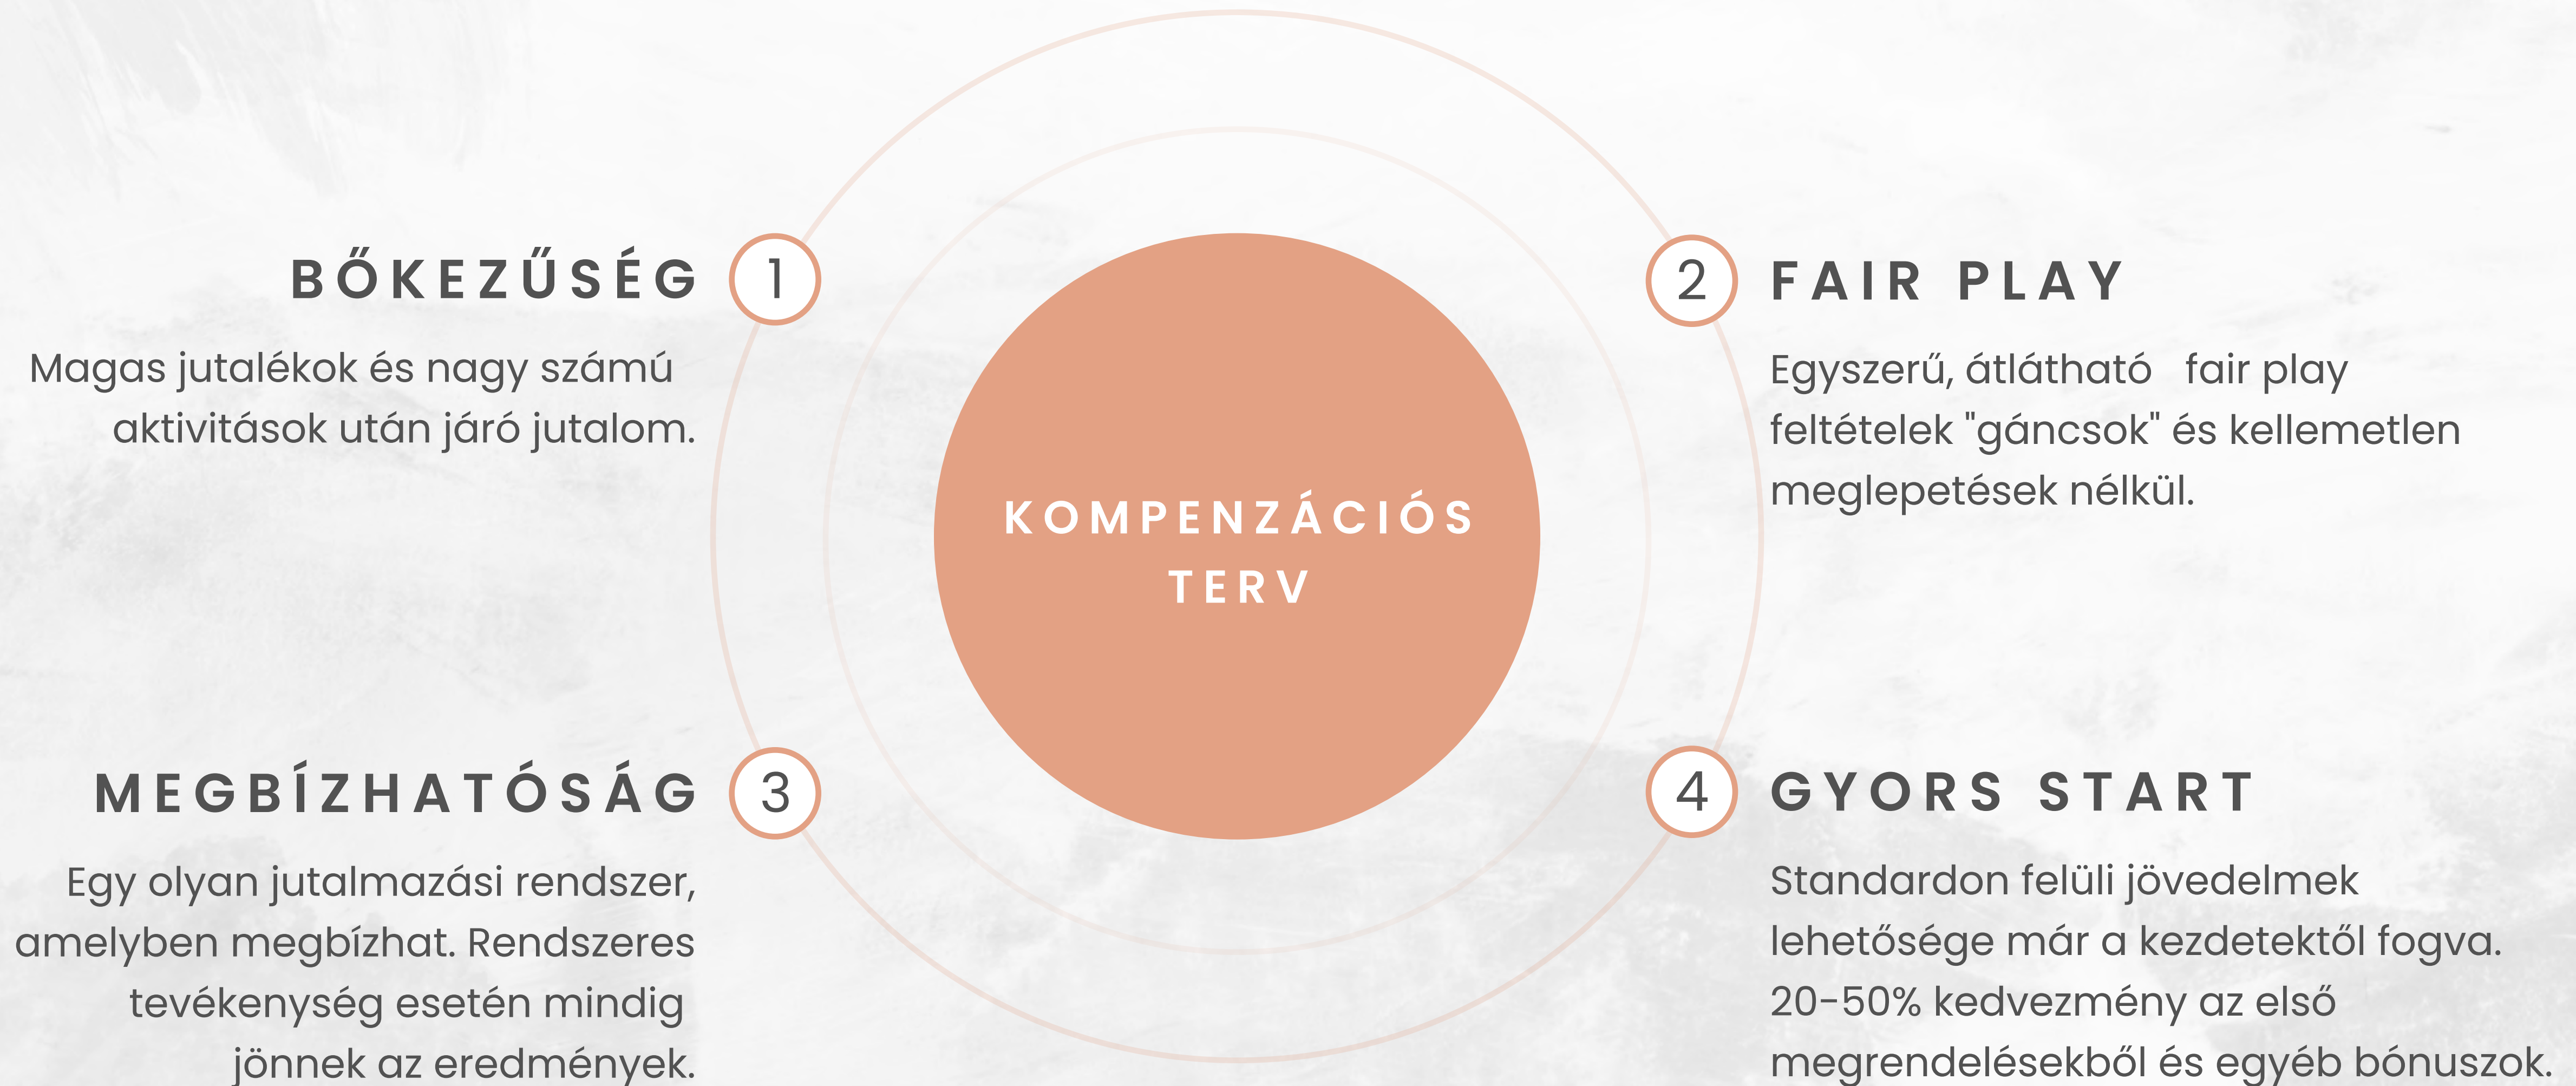 BŐKEZŰSÉG
1
Magas jutalékok és nagy számú
aktivitások után járó jutalom.
2
FAIR PLAY
Egyszerű, átlátható fair play
feltételek "gáncsok" és kellemetlen
meglepetések nélkül.
KOMPENZÁCIÓS
TERV
MEGBÍZHATÓSÁG
3
Egy olyan jutalmazási rendszer,
amelyben megbízhat. Rendszeres
tevékenység esetén mindig
jönnek az eredmények.
4
GYORS START
Standardon felüli jövedelmek
lehetősége már a kezdetektől fogva.
20-50% kedvezmény az első
megrendelésekből és egyéb bónuszok.